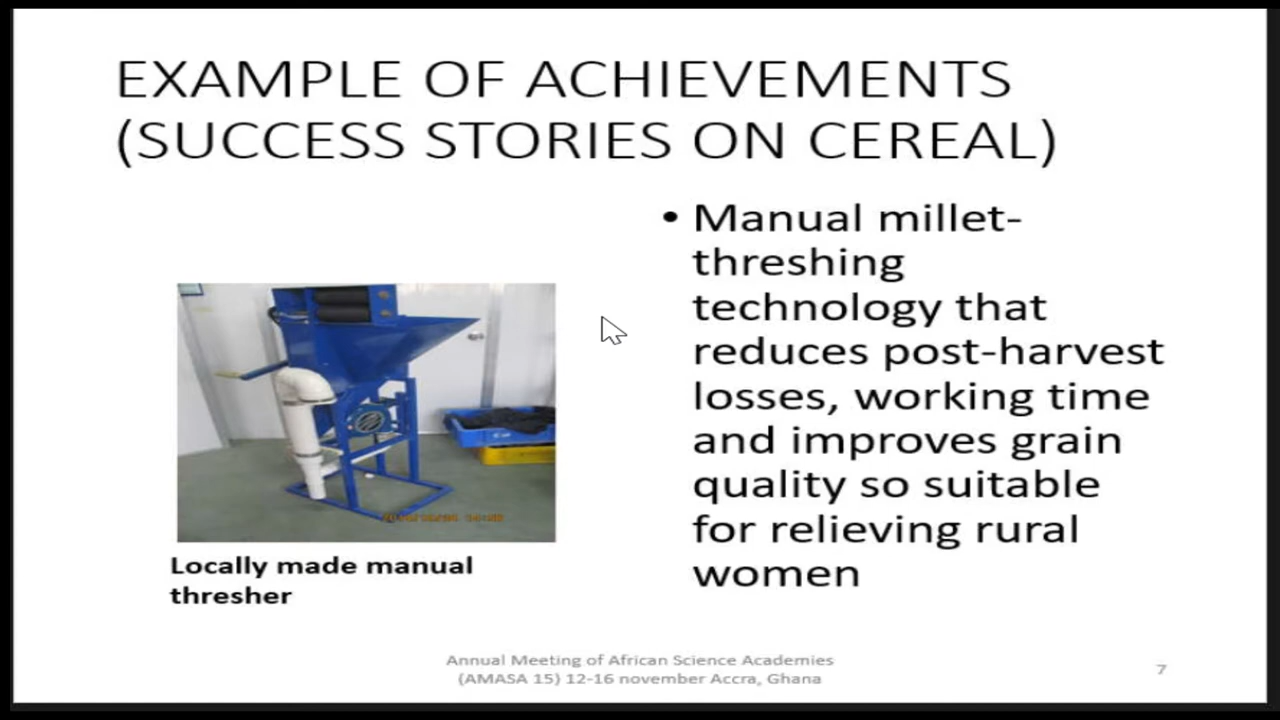 EXAMPLE OF ACHIEVEMENTS
(SUCCESS STORIES ON CEREAL)
• Manual millet-
threshing
technology that
reduces post-harvest
losses, working time
and improves grain
quality so suitable
for relieving rural
women
Locally made manual
thresher
Annual Meeting of African Science Academies
(AMASA 15) 12-16 november Accra, Ghana
7